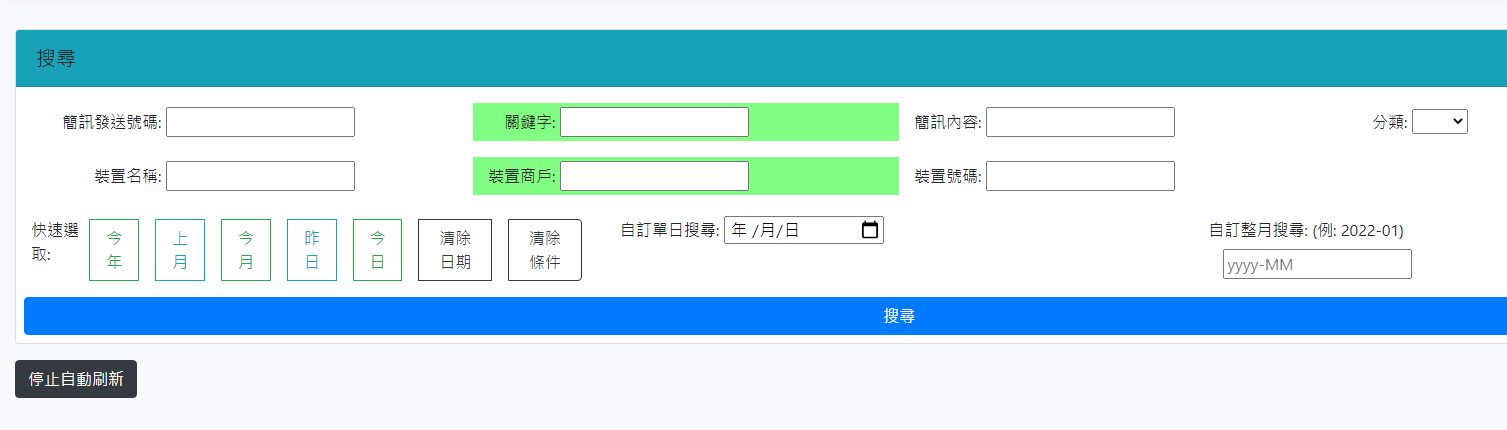 搜尋
簡訊發送號碼: 關鍵字: 簡訊內容: 分類:
裝置名稱: 裝置商戶: 裝置號碼:
快速選取: 今年 上月 今月 昨日 今日 清除日期 清除條件 自訂單日搜尋: 年 /月/日 自訂整月搜尋: (例: 2022-01)
yyyy-MM
搜尋
停止自動刷新